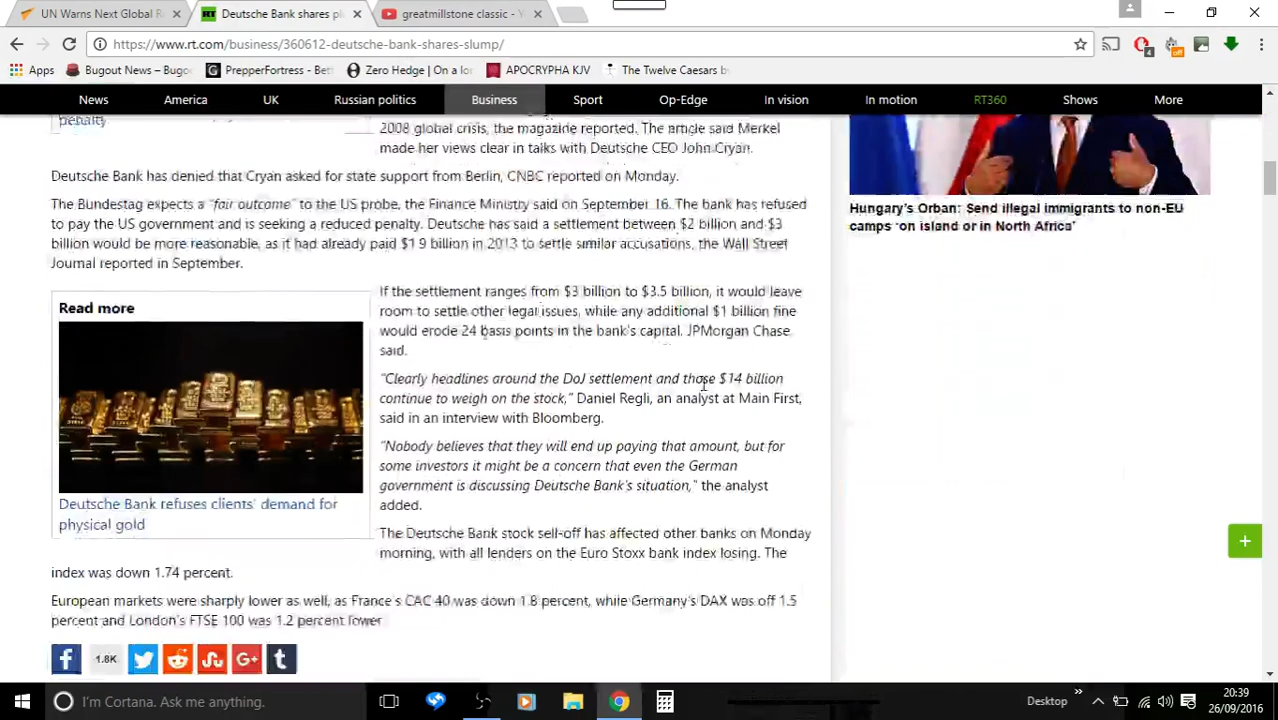 UN Warns Next Global R
Deutsche Bank shares pl
greatmillstone classic - Y
https://www.rt.com/business/360612-deutsche-bank-shares-slump/
4
off
Apps
Bugout News – Bugo
PrepperFortress - Bett
Zero Hedge | On a lo
APOCRYPHA KJV
The Twelve Caesars by
News
America
UK
Russian politics
Business
Sport
Op-Edge
In vision
In motion
RT360
Shows
More
penalty
2008 global crisis, the magazine reported. The article said Merkel
made her views clear in talks with Deutsche CEO John Cryan.
Deutsche Bank has denied that Cryan asked for state support from Berlin, CNBC reported on Monday.
The Bundestag expects a "fair outcome" to the US probe, the Finance Ministry said on September 16. The bank has refused
to pay the US government and is seeking a reduced penalty. Deutsche has said a settlement between $2 billion and $3
billion would be more reasonable, as it had already paid $1.9 billion in 2013 to settle similar accusations, the Wall Street
Journal reported in September.
Read more
Deutsche Bank refuses clients' demand for
physical gold
If the settlement ranges from $3 billion to $3.5 billion, it would leave
room to settle other legal issues, while any additional $1 billion fine
would erode 24 basis points in the bank's capital. JPMorgan Chase
said.
"Clearly headlines around the DoJ settlement and those $14 billion
continue to weigh on the stock," Daniel Regli, an analyst at Main First,
said in an interview with Bloomberg.
"Nobody believes that they will end up paying that amount, but for
some investors it might be a concern that even the German
government is discussing Deutsche Bank's situation," the analyst
added.
The Deutsche Bank stock sell-off has affected other banks on Monday
morning, with all lenders on the Euro Stoxx bank index losing. The
index was down 1.74 percent.
European markets were sharply lower as well, as France's CAC 40 was down 1.8 percent, while Germany's DAX was off 1.5
percent and London's FTSE 100 was 1.2 percent lower
1.8K
Hungary's Orban: Send illegal immigrants to non-EU
camps 'on island or in North Africa'
I'm Cortana. Ask me anything.
Desktop
20:39
26/09/2016